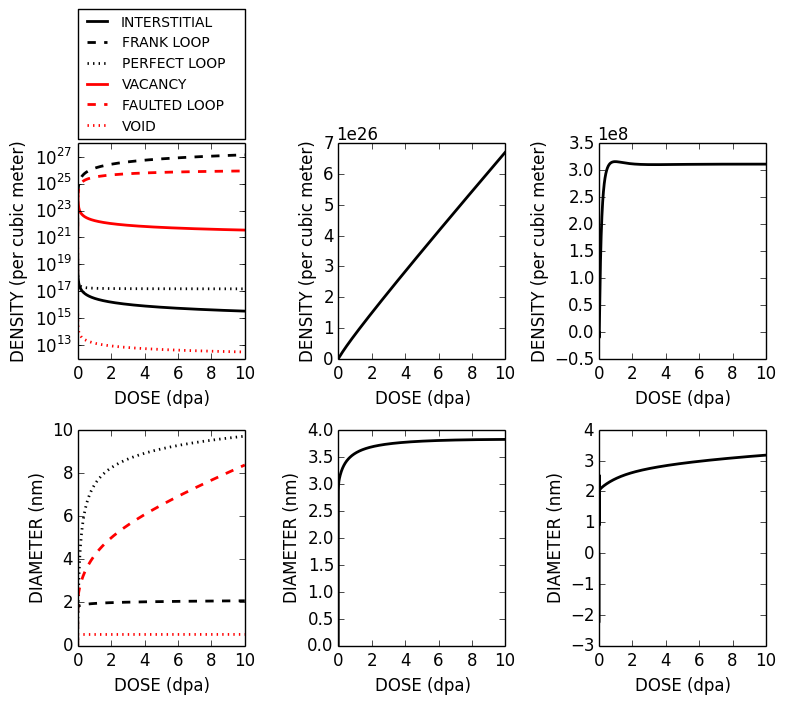 INTERSTITIAL
FRANK LOOP
PERFECT LOOP
VACANCY
FAULTED LOOP
VOID
DENSITY (per cubic meter)
10^27
10^25
10^23
10^21
10^19
10^17
10^15
10^13
0 2 4 6 8 10
DOSE (dpa)
1e26
DENSITY (per cubic meter)
7
6
5
4
3
2
1
0
0 2 4 6 8 10
DOSE (dpa)
1e8
DENSITY (per cubic meter)
3.5
3.0
2.5
2.0
1.5
1.0
0.5
0.0
−0.5
0 2 4 6 8 10
DOSE (dpa)
DIAMETER (nm)
10
8
6
4
2
0
0 2 4 6 8 10
DOSE (dpa)
DIAMETER (nm)
4.0
3.5
3.0
2.5
2.0
1.5
1.0
0.5
0.0
0 2 4 6 8 10
DOSE (dpa)
DIAMETER (nm)
4
3
2
1
0
−1
−2
−3
0 2 4 6 8 10
DOSE (dpa)